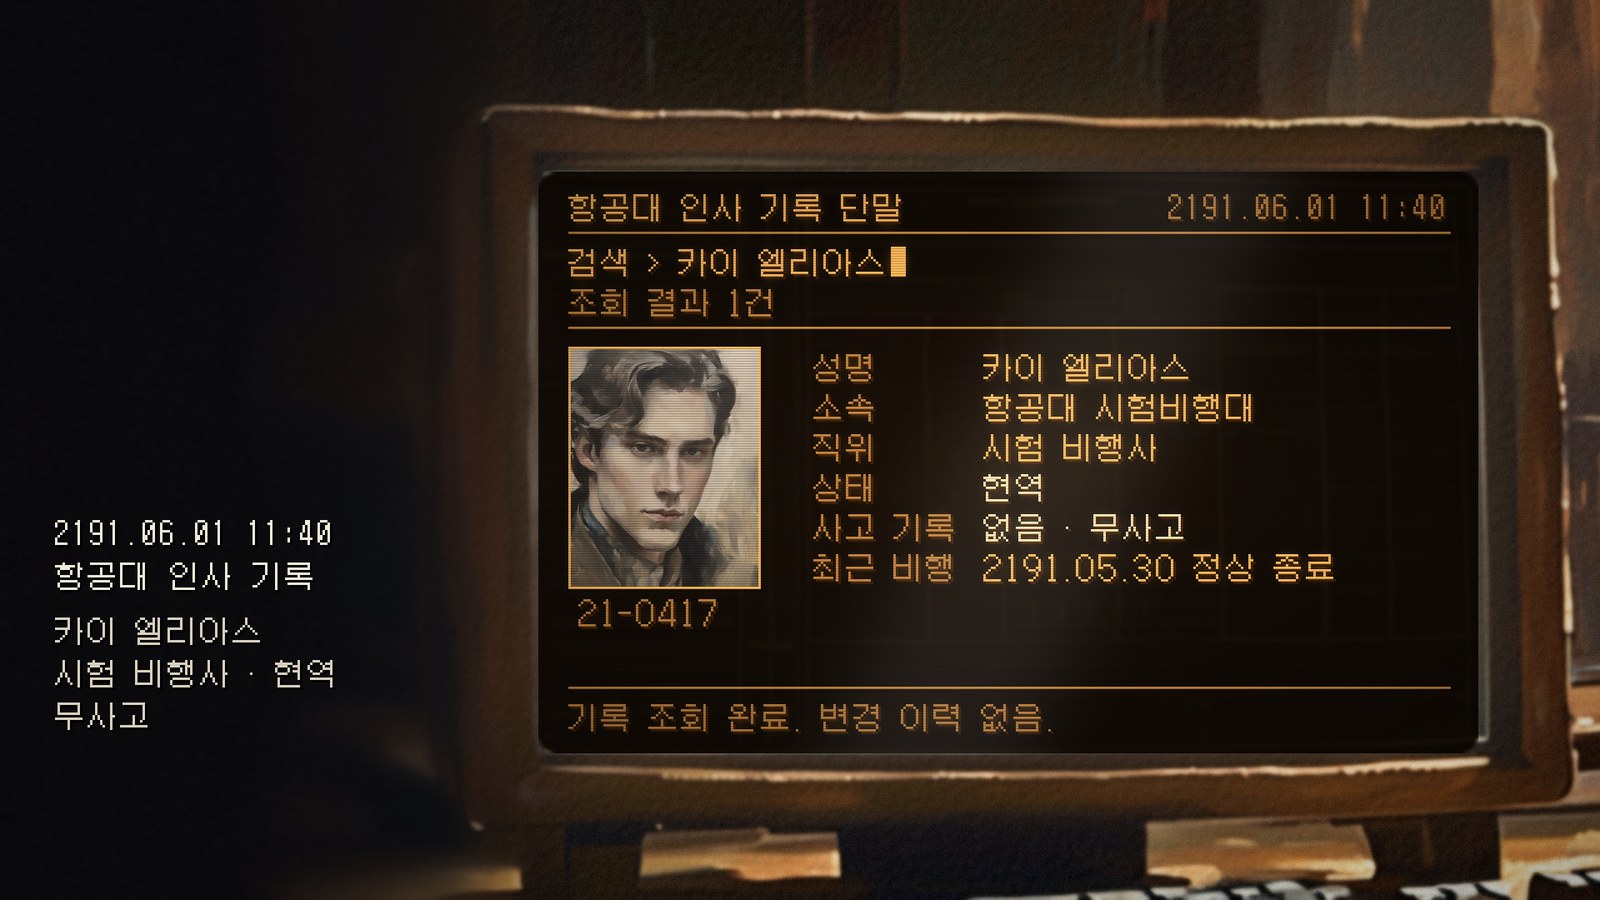 2191.06.01 11:40
항공대 인사 기록
카이 엘리아스
시험 비행사 · 현역
무사고
항공대 인사 기록 단말 2191.06.01 11:40
검색 > 카이 엘리아스
조회 결과 1건
성명 카이 엘리아스
소속 항공대 시험비행대
직위 시험 비행사
상태 현역
사고 기록 없음 · 무사고
최근 비행 2191.05.30 정상 종료
21-0417
기록 조회 완료. 변경 이력 없음.